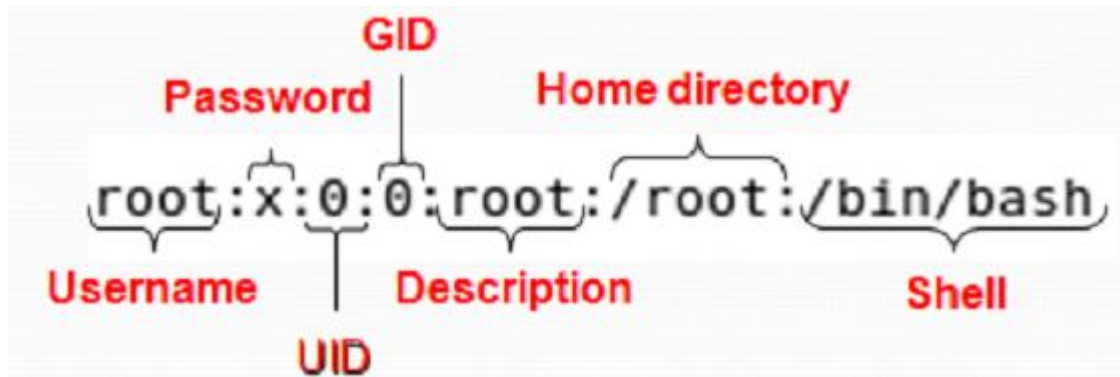 GID
Password Home directory
root:x:0:0:root:/root:/bin/bash
Username Description Shell
UID